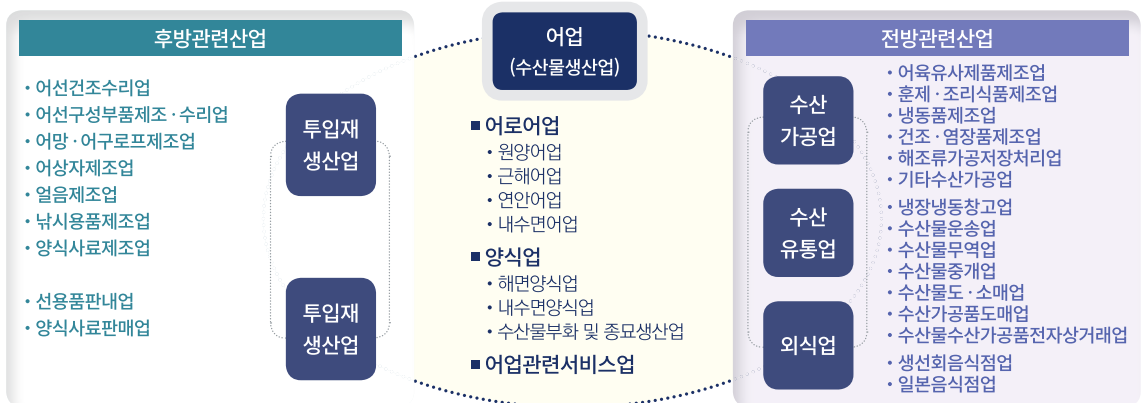 후방관련산업
• 어선건조수리업
• 어선구성부품제조 · 수리업
• 어망 · 어구로프제조업
• 어상자제조업
• 얼음제조업
• 낚시용품제조업
• 양식사료제조업
• 선용품판내업
• 양식사료판매업
투입재
생산업
투입재
생산업
어업
(수산물생산업)
■ 어로어업
• 원양어업
• 근해어업
• 연안어업
• 내수면어업
■ 양식업
• 해면양식업
• 내수면양식업
• 수산물부화 및 종묘생산업
■ 어업관련서비스업
전방관련산업
수산
가공업
• 어육유사제품제조업
• 훈제 · 조리식품제조업
• 냉동품제조업
• 건조 · 염장품제조업
• 해조류가공저장처리업
• 기타수산가공업
수산
유통업
• 냉장냉동창고업
• 수산물운송업
• 수산물무역업
• 수산물중개업
• 수산물도 · 소매업
• 수산가공품도매업
• 수산물수산가공품전자상거래업
외식업
• 생선회음식점업
• 일본음식점업